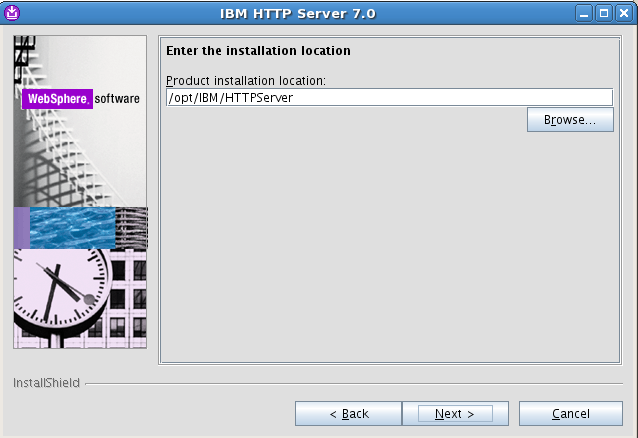 IBM HTTP Server 7.0
WebSphere. software
Enter the installation location
Product installation location:
/opt/IBM/HTTPServer
Browse...
InstallShield
< Back
Next >
Cancel